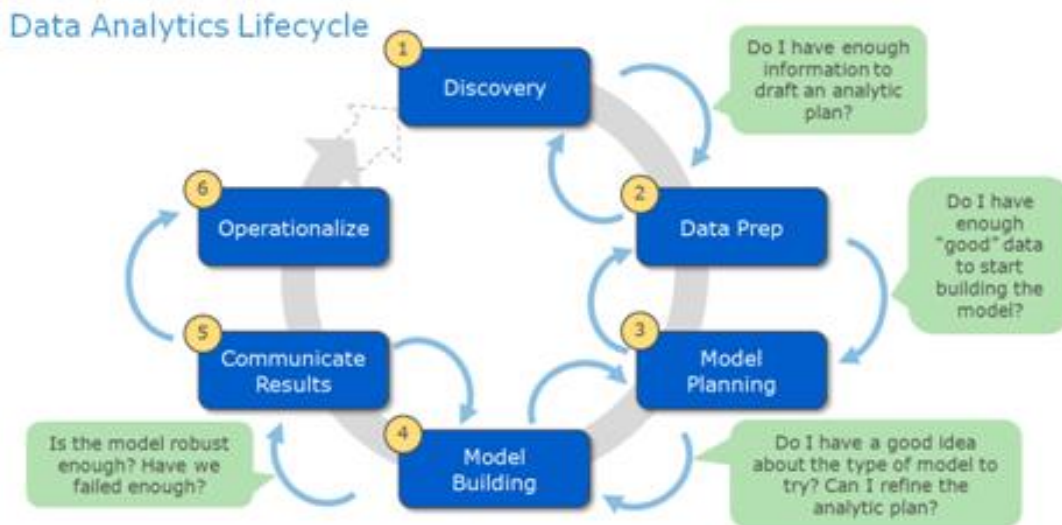 Data Analytics Lifecycle
1
Discovery
Do I have enough
information to
draft an analytic
plan?
2
Data Prep
Do I have
enough
"good" data
to start
building the
model?
3
Model
Planning
Do I have a good idea
about the type of model to
try? Can I refine the
analytic plan?
4
Model
Building
Is the model robust
enough? Have we
failed enough?
5
Communicate
Results
6
Operationalize